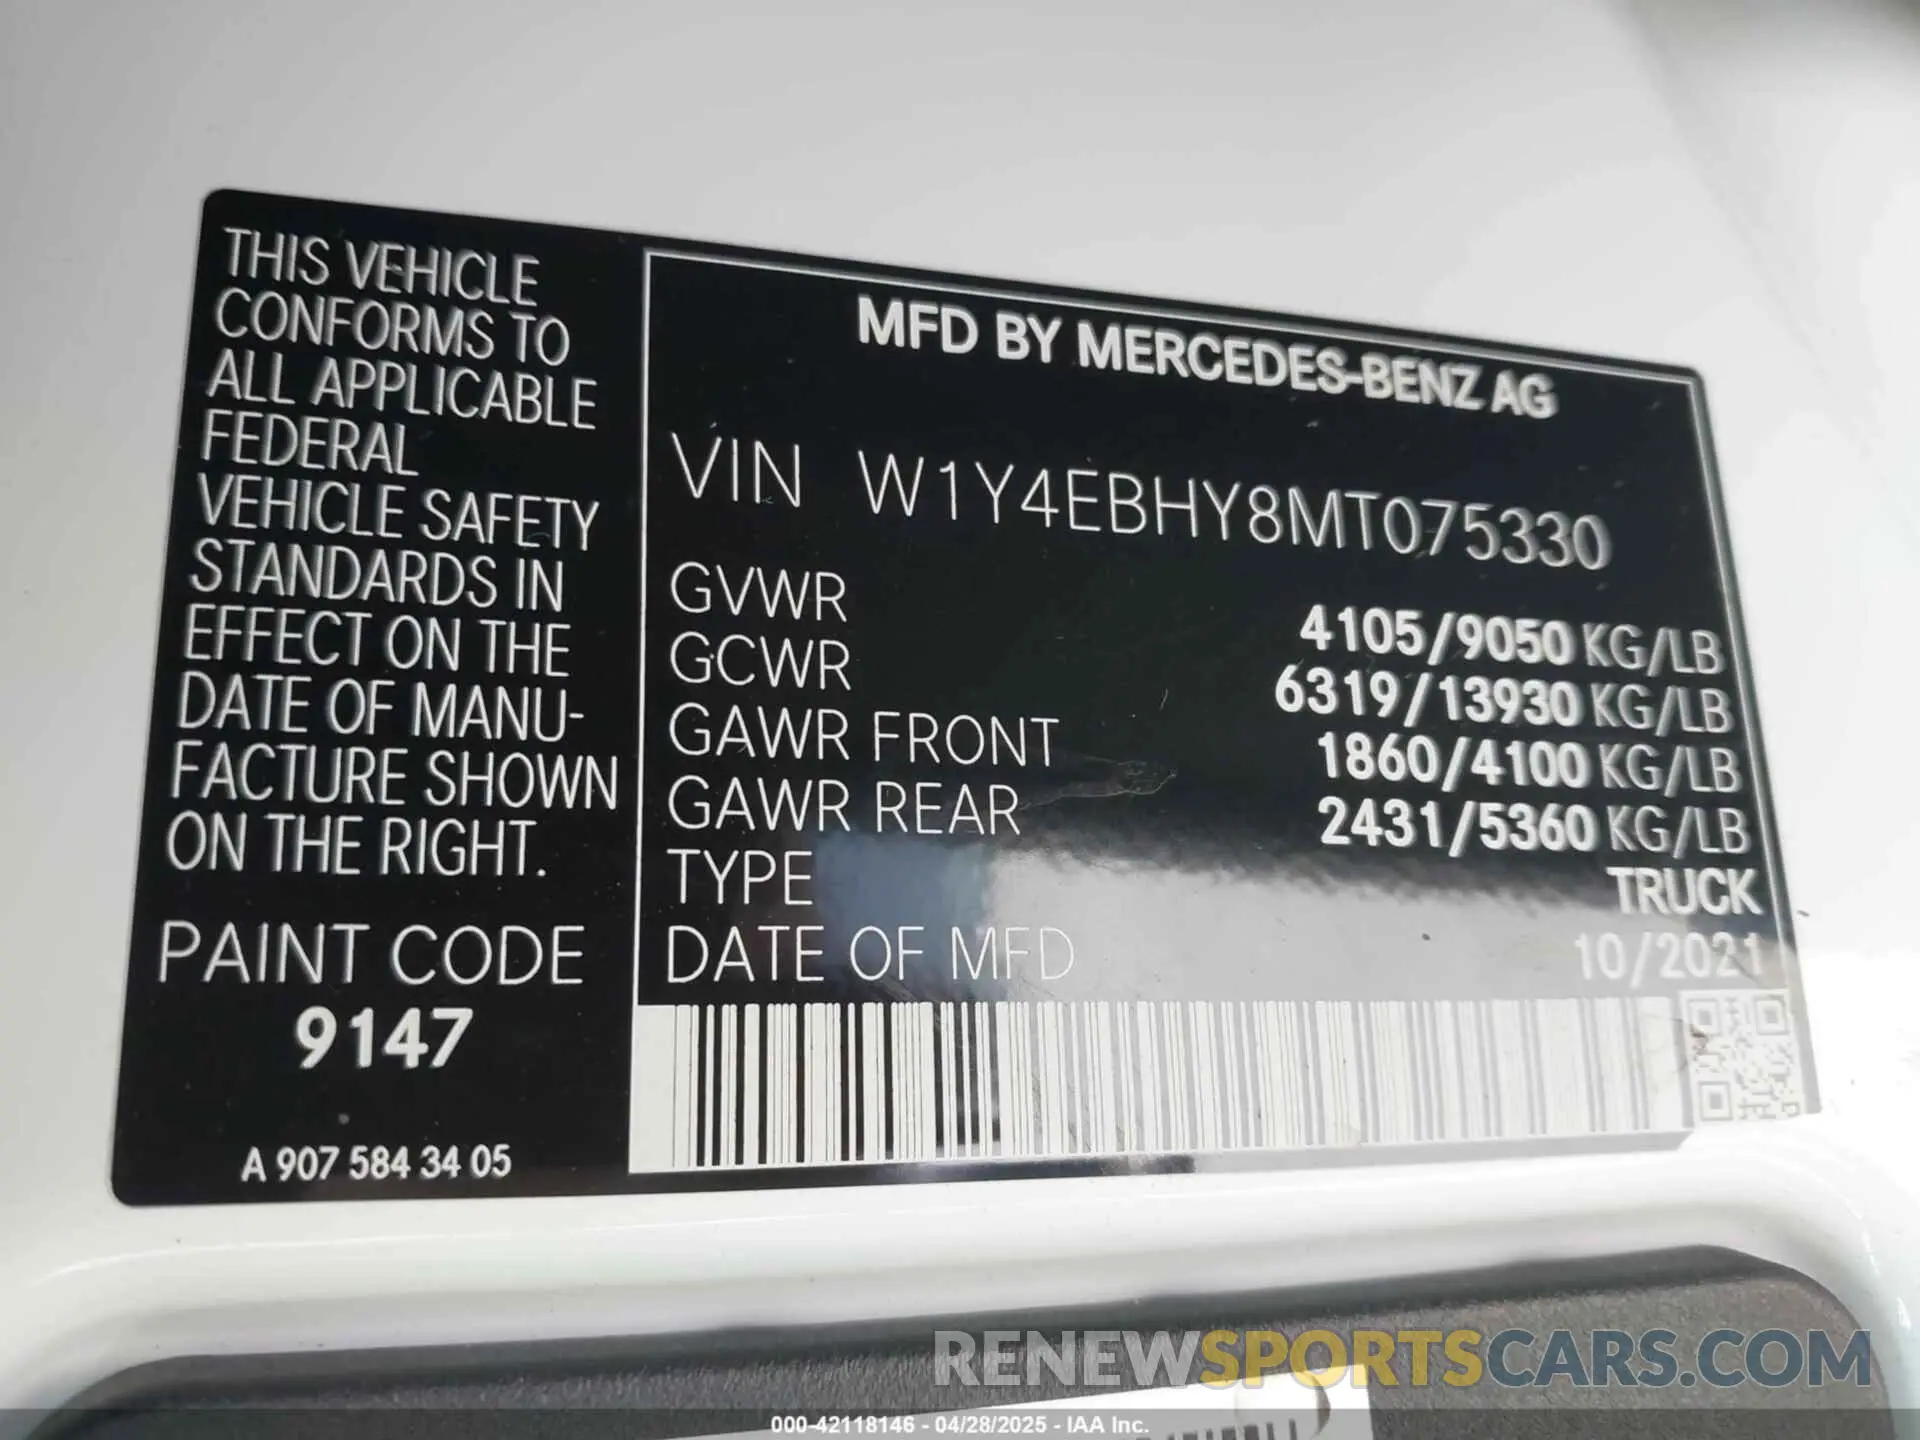 THIS VEHICLE
CONFORMS TO
ALL APPLICABLE
FEDERAL
VEHICLE SAFETY
STANDARDS IN
EFFECT ON THE
DATE OF MANU-
FACTURE SHOWN
ON THE RIGHT.
PAINT CODE
9147
A 907 584 34 05
MFD BY MERCEDES-BENZ AG
VIN W1Y4EBHY8MT075330
GVWR 4105/9050 KG/LB
GCWR 6319/13930 KG/LB
GAWR FRONT 1860/4100 KG/LB
GAWR REAR 2431/5360 KG/LB
TYPE TRUCK
DATE OF MFD 10/2021
RENEWSPORTSCARS.COM
000-42118146 - 04/28/2025 - IAA Inc.